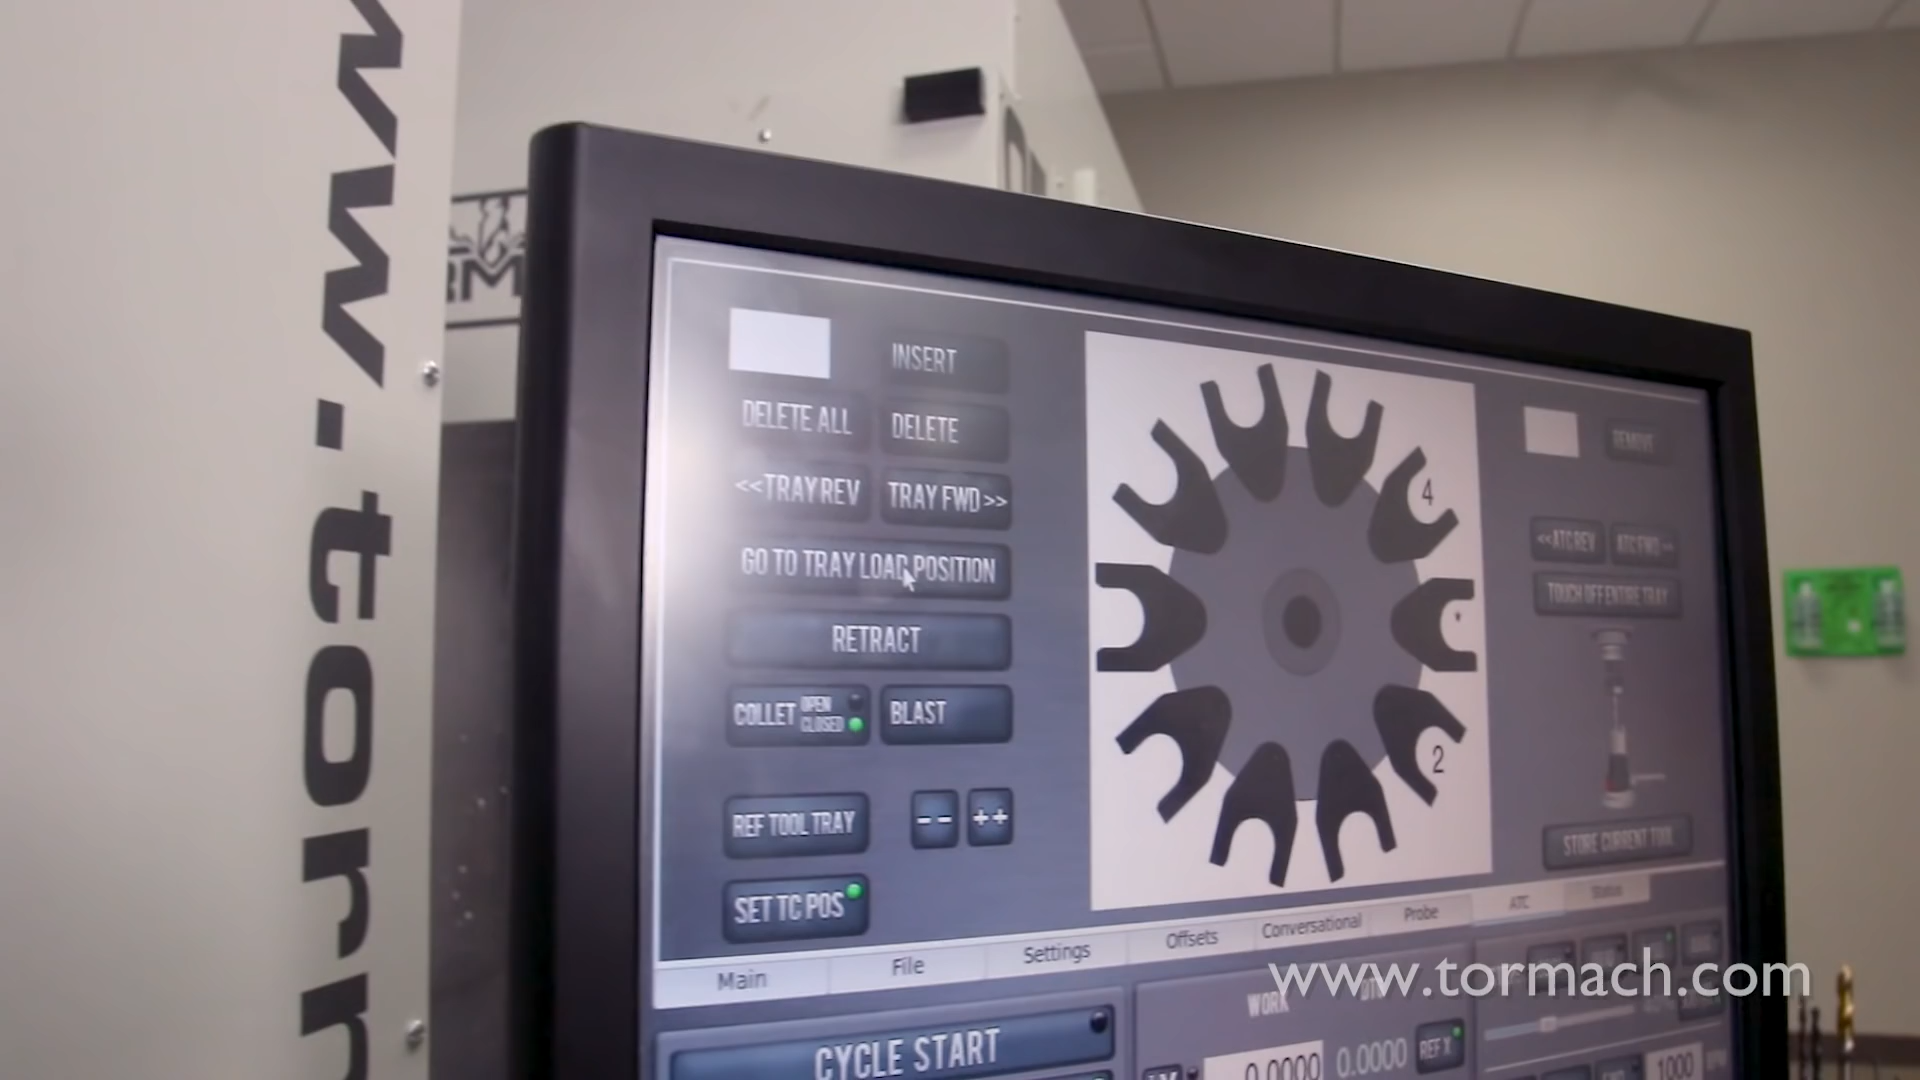 www.torm
RM
INSERT
DELETE ALL
DELETE
<<TRAY REV
TRAY FWD>>
GO TO TRAY LOAD POSITION
RETRACT
COLLET OPEN
CLOSED
BLAST
REF TOOL TRAY
--
++
SET TC POS
4
*
2
REMOVE
<<ATC REV
ATC FWD
TOUCH OFF ENTIRE TRAY
STORE CURRENT TOOL
Main
File
Settings
Offsets
Conversational
Probe
ATC
Status
CYCLE START
WORK
DTG
0.0000
0.0000
REF X
1000
www.tormach.com